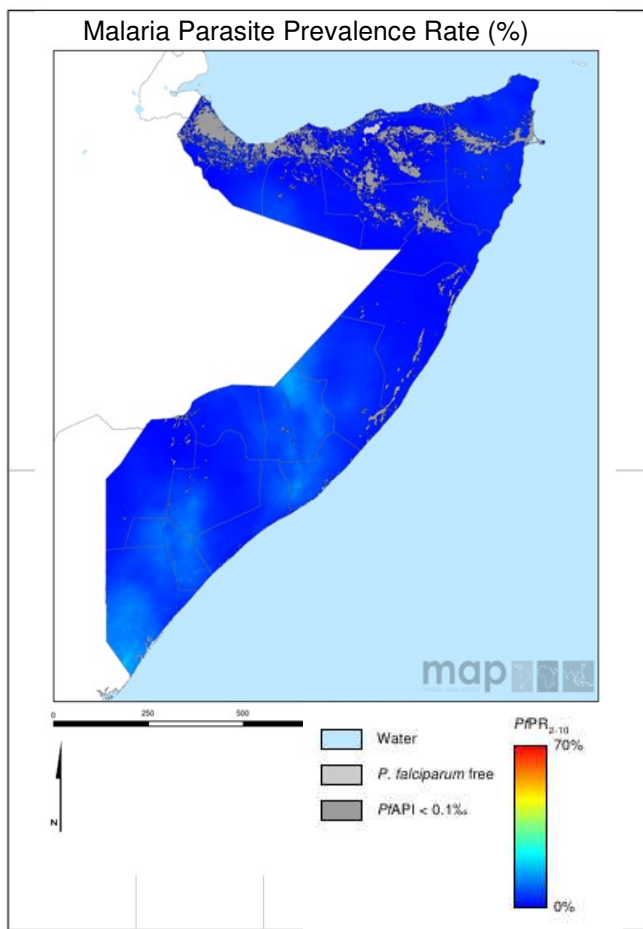 Malaria Parasite Prevalence Rate (%)
map
0 250 500
N
Water
P. falciparum free
PfAPI < 0.1‰
PfPR2-10
70%
0%